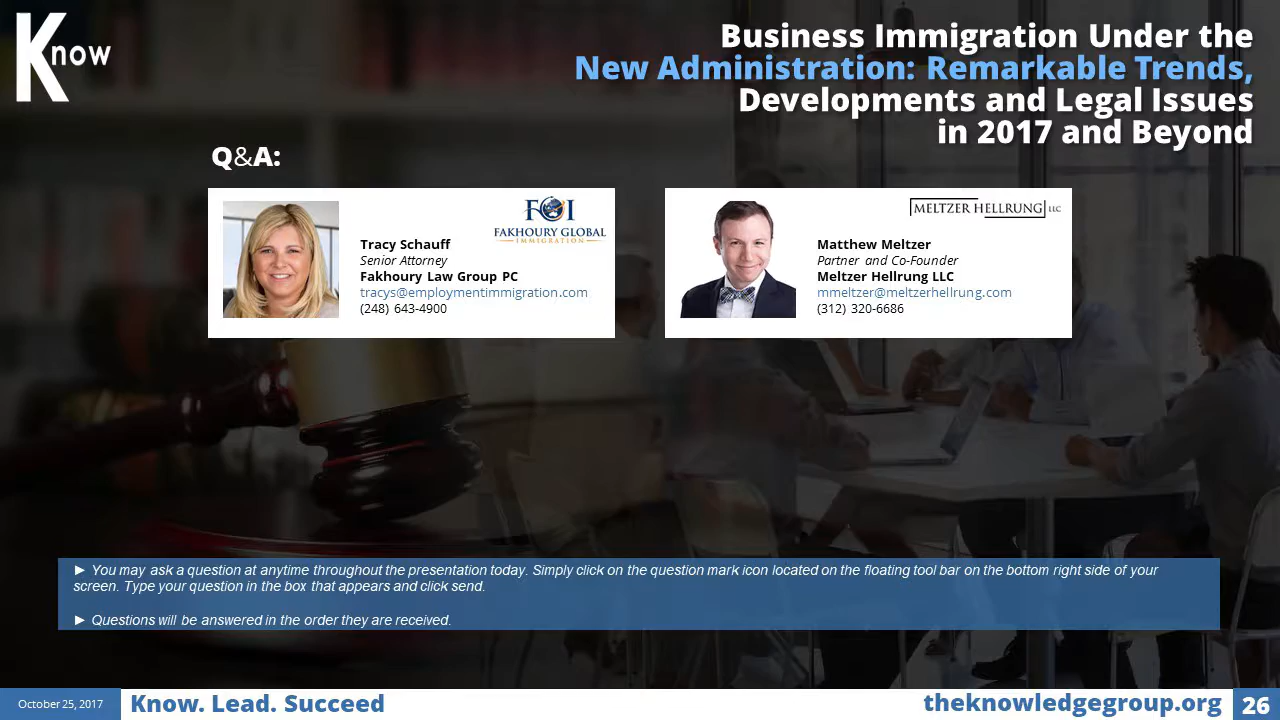 Know
Business Immigration Under the
New Administration: Remarkable Trends,
Developments and Legal Issues
in 2017 and Beyond
Q&A:
FGI
FAKHOURY GLOBAL
IMMIGRATION
Tracy Schauff
Senior Attorney
Fakhoury Law Group PC
tracys@employmentimmigration.com
(248) 643-4900
MELTZER HELLRUNG LLC
Matthew Meltzer
Partner and Co-Founder
Meltzer Hellrung LLC
mmeltzer@meltzerhellrung.com
(312) 320-6686
► You may ask a question at anytime throughout the presentation today. Simply click on the question mark icon located on the floating tool bar on the bottom right side of your
screen. Type your question in the box that appears and click send.
► Questions will be answered in the order they are received.
October 25, 2017
Know. Lead. Succeed
theknowledgegroup.org
26